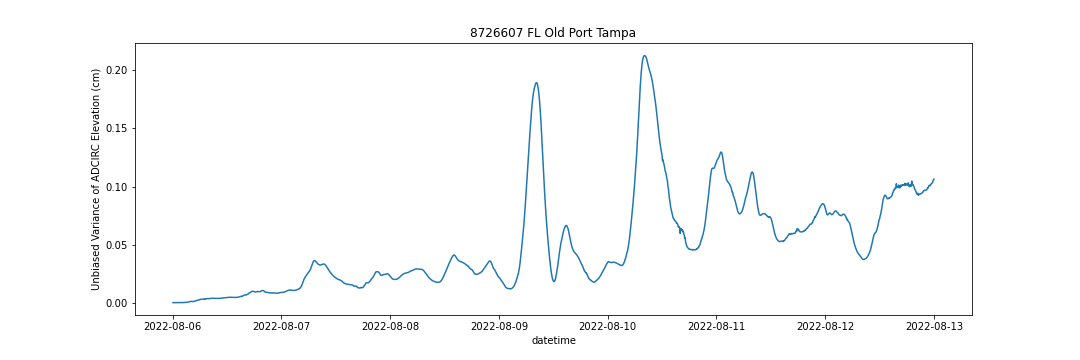 8726607 FL Old Port Tampa
Unbiased Variance of ADCIRC Elevation (cm)
0.20
0.15
0.10
0.05
0.00
2022-08-06 2022-08-07 2022-08-08 2022-08-09 2022-08-10 2022-08-11 2022-08-12 2022-08-13
datetime